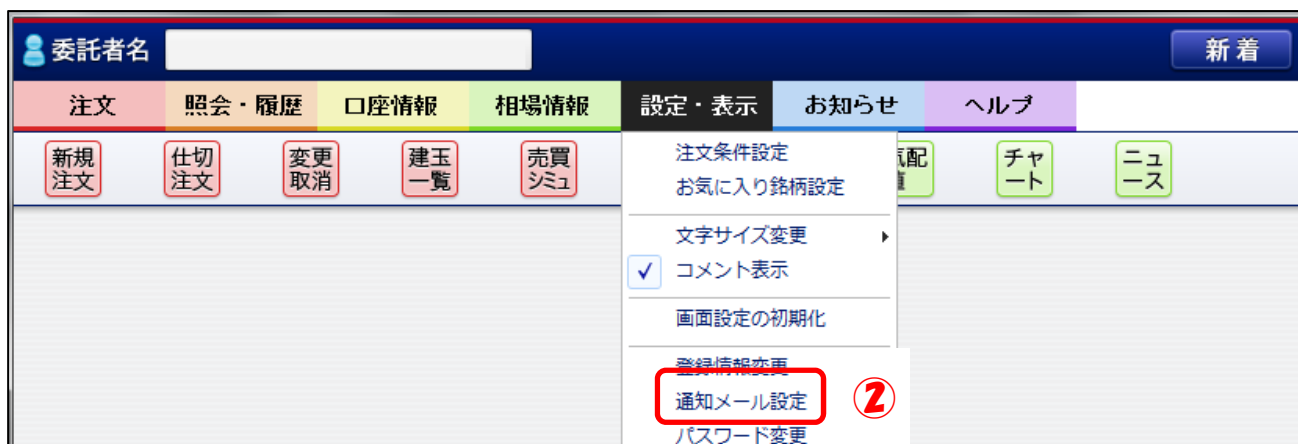 委託者名
新着
注文 照会・履歴 口座情報 相場情報 設定・表示 お知らせ ヘルプ
新規注文 仕切注文 変更取消 建玉一覧 売買シミュ 配 チャート ニュース
注文条件設定
お気に入り銘柄設定
文字サイズ変更
コメント表示
画面設定の初期化
登録情報変更
通知メール設定 ②
パスワード変更